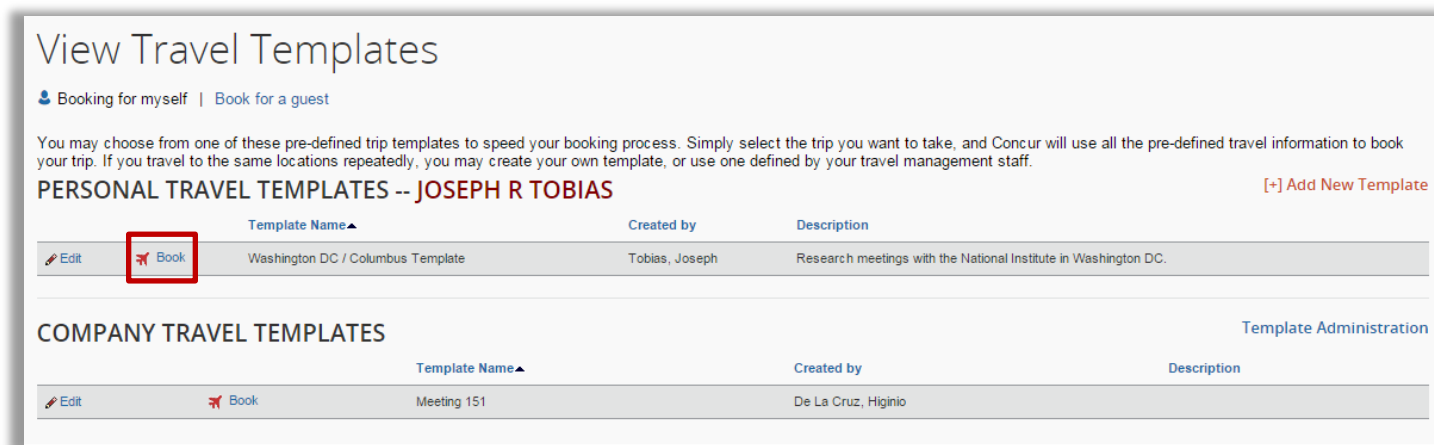 View Travel Templates
Booking for myself | Book for a guest
You may choose from one of these pre-defined trip templates to speed your booking process. Simply select the trip you want to take, and Concur will use all the pre-defined travel information to book
your trip. If you travel to the same locations repeatedly, you may create your own template, or use one defined by your travel management staff.
PERSONAL TRAVEL TEMPLATES -- JOSEPH R TOBIAS [+] Add New Template
Template Name Created by Description
Edit Book Washington DC / Columbus Template Tobias, Joseph Research meetings with the National Institute in Washington DC.
COMPANY TRAVEL TEMPLATES Template Administration
Template Name Created by Description
Edit Book Meeting 151 De La Cruz, Higinio